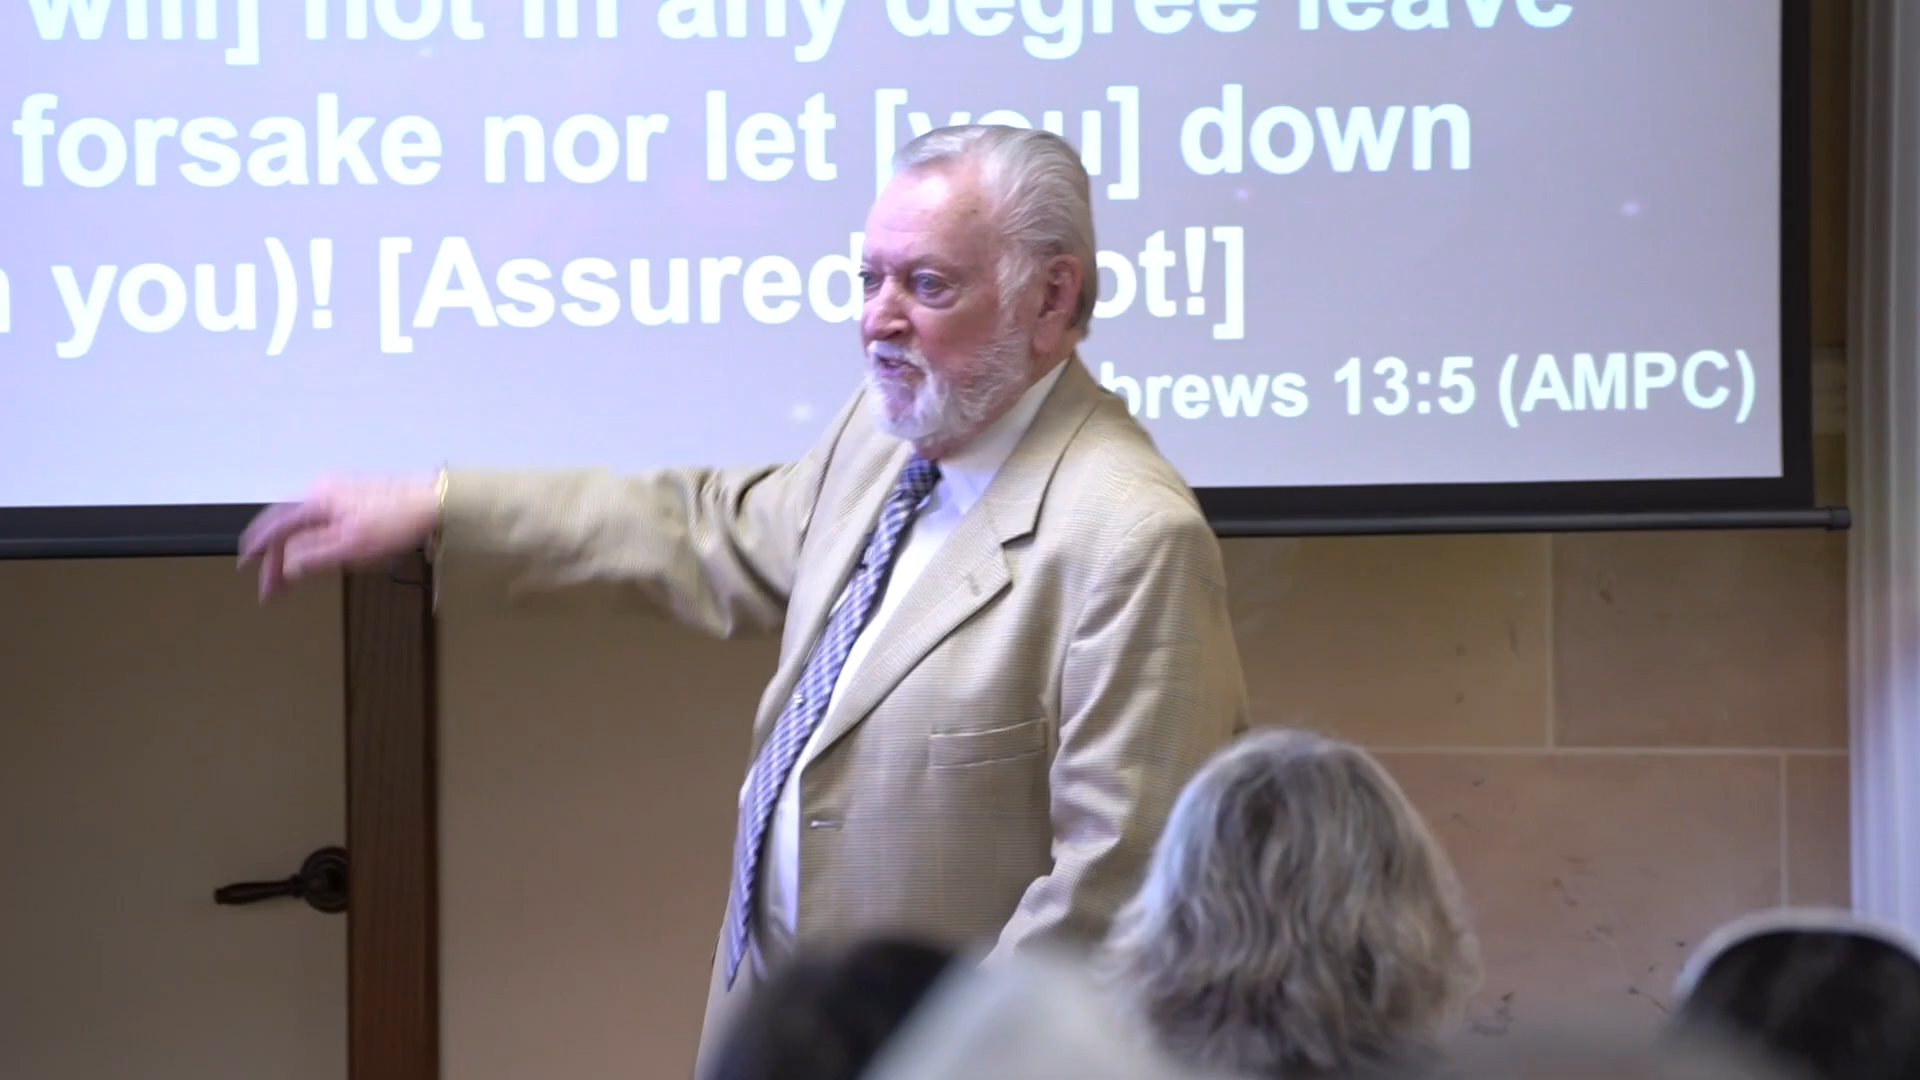 will] not in any degree leave
forsake nor let [you] down
you)! [Assured ot!]
brews 13:5 (AMPC)